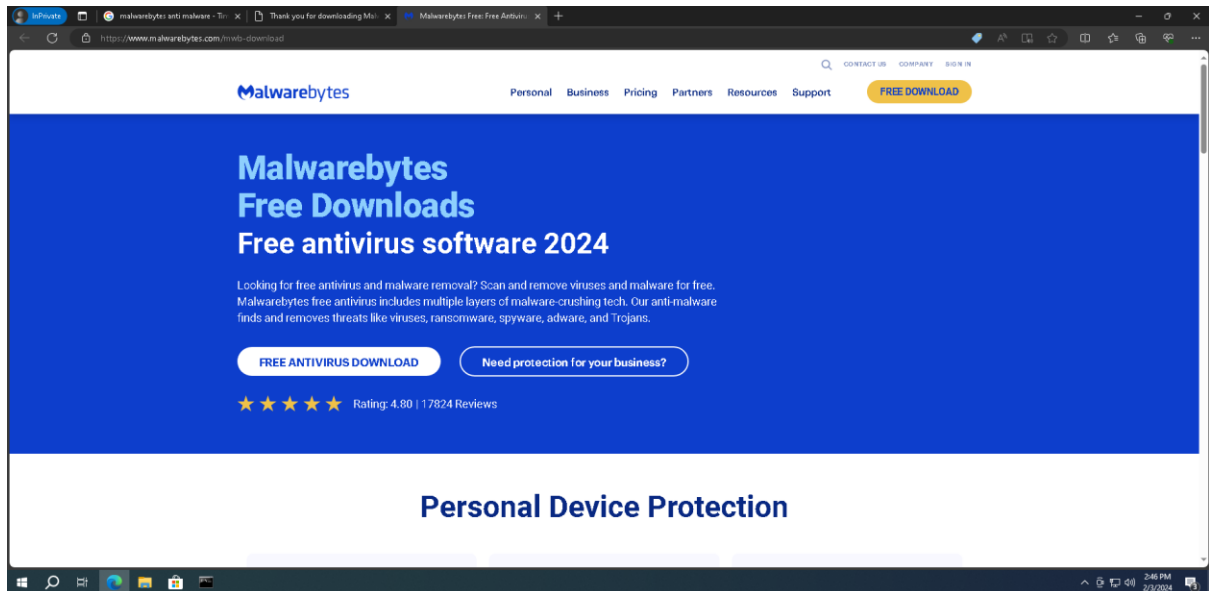 InPrivate
malwarebytes anti malware - Tin
Thank you for downloading Mal
Malwarebytes Free: Free Antiviru
https://www.malwarebytes.com/mwb-download
CONTACT US COMPANY SIGN IN
Malwarebytes
Personal Business Pricing Partners Resources Support
FREE DOWNLOAD
Malwarebytes
Free Downloads
Free antivirus software 2024
Looking for free antivirus and malware removal? Scan and remove viruses and malware for free.
Malwarebytes free antivirus includes multiple layers of malware-crushing tech. Our anti-malware
finds and removes threats like viruses, ransomware, spyware, adware, and Trojans.
FREE ANTIVIRUS DOWNLOAD
Need protection for your business?
Rating: 4.80 | 17824 Reviews
Personal Device Protection
2:46 PM
2/3/2024